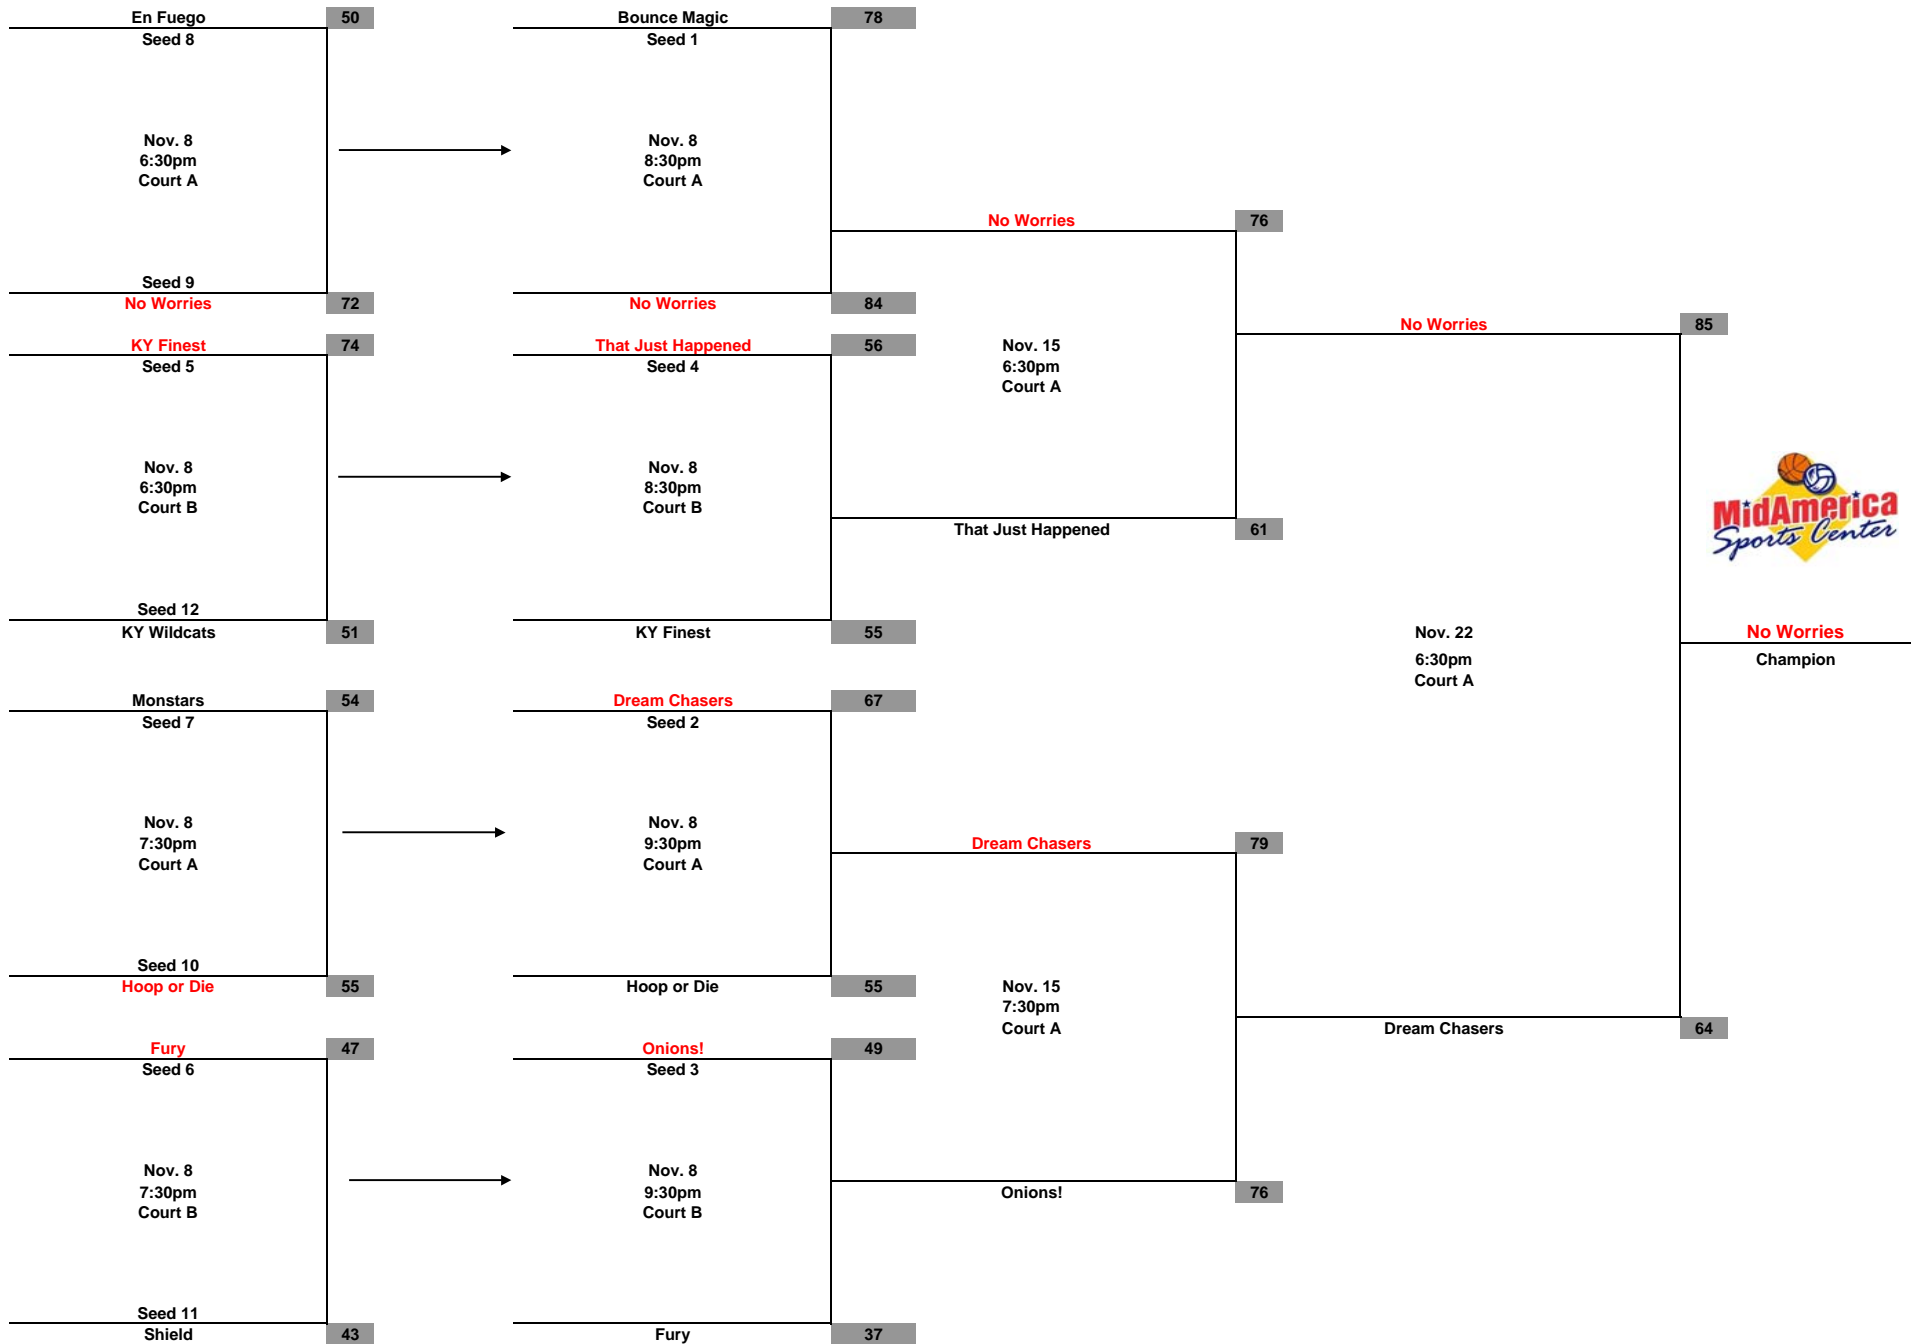 En Fuego 50
Seed 8
Nov. 8
6:30pm
Court A
Seed 9
No Worries 72
KY Finest 74
Seed 5
Nov. 8
6:30pm
Court B
Seed 12
KY Wildcats 51
Monstars 54
Seed 7
Nov. 8
7:30pm
Court A
Seed 10
Hoop or Die 55
Fury 47
Seed 6
Nov. 8
7:30pm
Court B
Seed 11
Shield 43
Bounce Magic 78
Seed 1
Nov. 8
8:30pm
Court A
No Worries 84
That Just Happened 56
Seed 4
Nov. 8
8:30pm
Court B
KY Finest 55
Dream Chasers 67
Seed 2
Nov. 8
9:30pm
Court A
Hoop or Die 55
Onions! 49
Seed 3
Nov. 8
9:30pm
Court B
Fury 37
No Worries 76
Nov. 15
6:30pm
Court A
That Just Happened 61
Dream Chasers 79
Nov. 15
7:30pm
Court A
Onions! 76
No Worries 85
Nov. 22
6:30pm
Court A
Dream Chasers 64
MidAmerica
Sports Center
No Worries
Champion